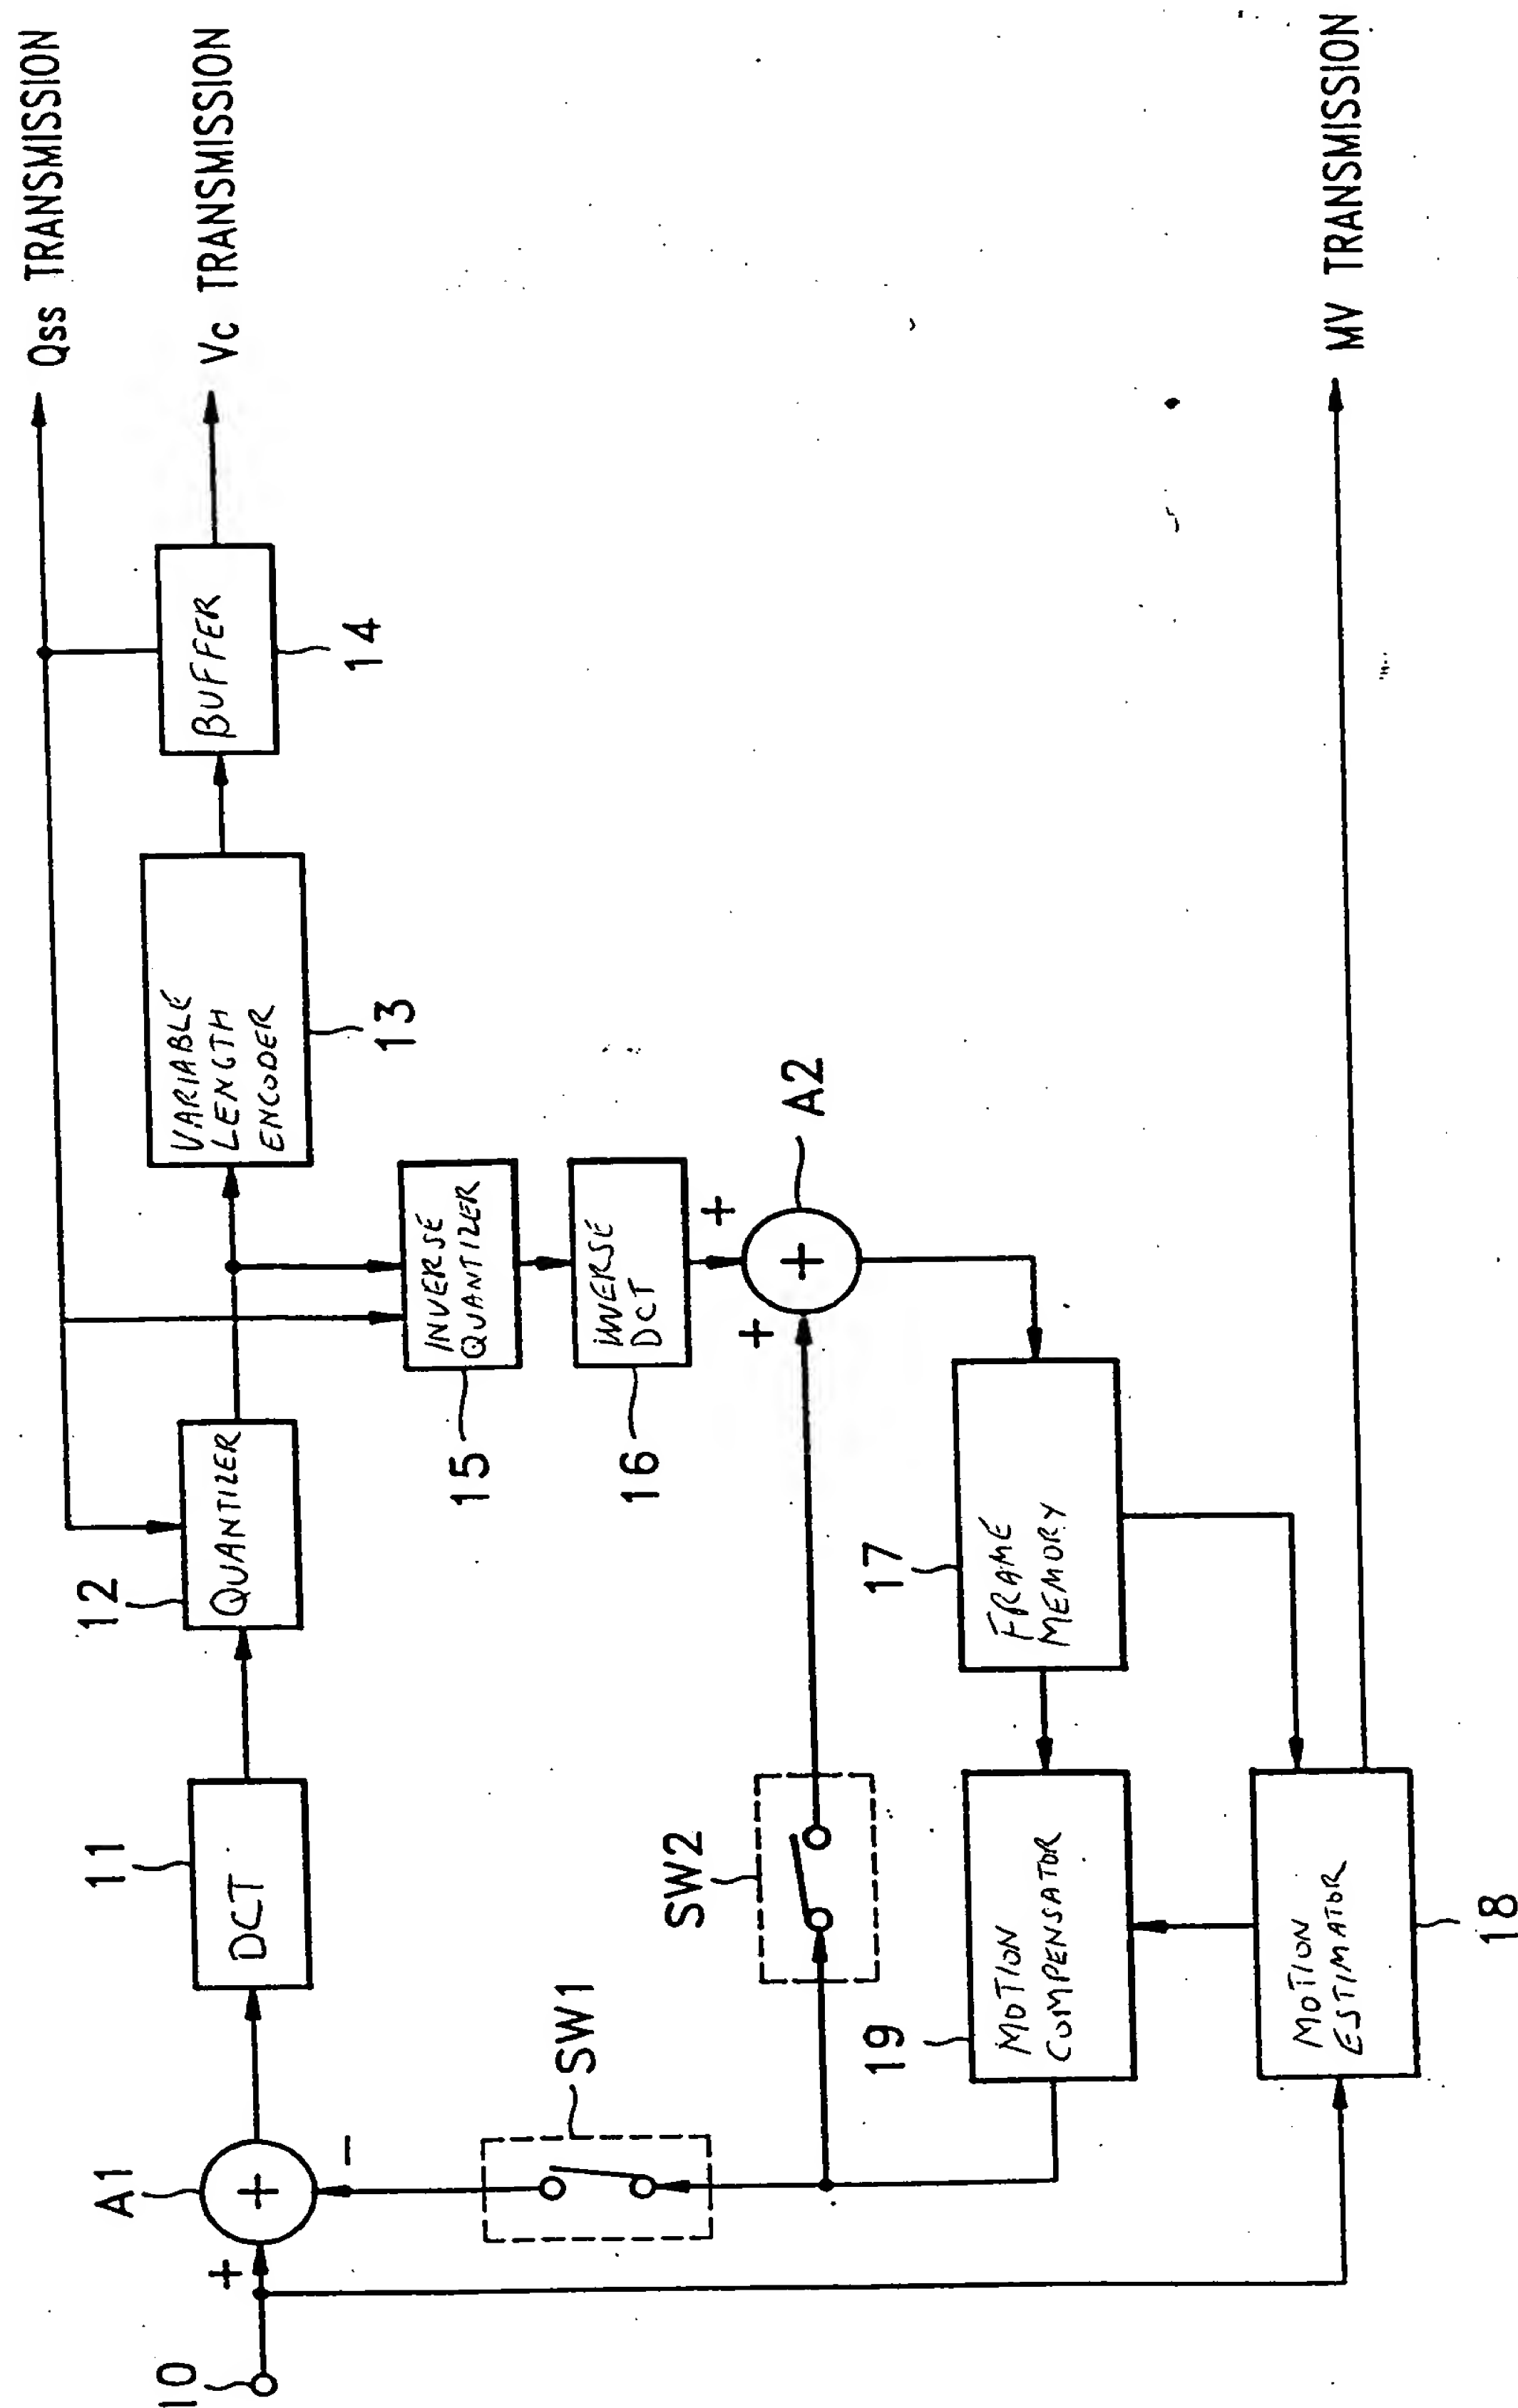 Qss TRANSMISSION
Vc TRANSMISSION
BUFFER
14
VARIABLE
LENGTH
ENCODER
13
12
QUANTIZER
11
DCT
A1
+
+
-
10
INVERSE
QUANTIZER
15
INVERSE
DCT
16
+
+
+
A2
SW1
SW2
17
FRAME
MEMORY
19
MOTION
COMPENSATOR
MOTION
ESTIMATOR
18
MV TRANSMISSION